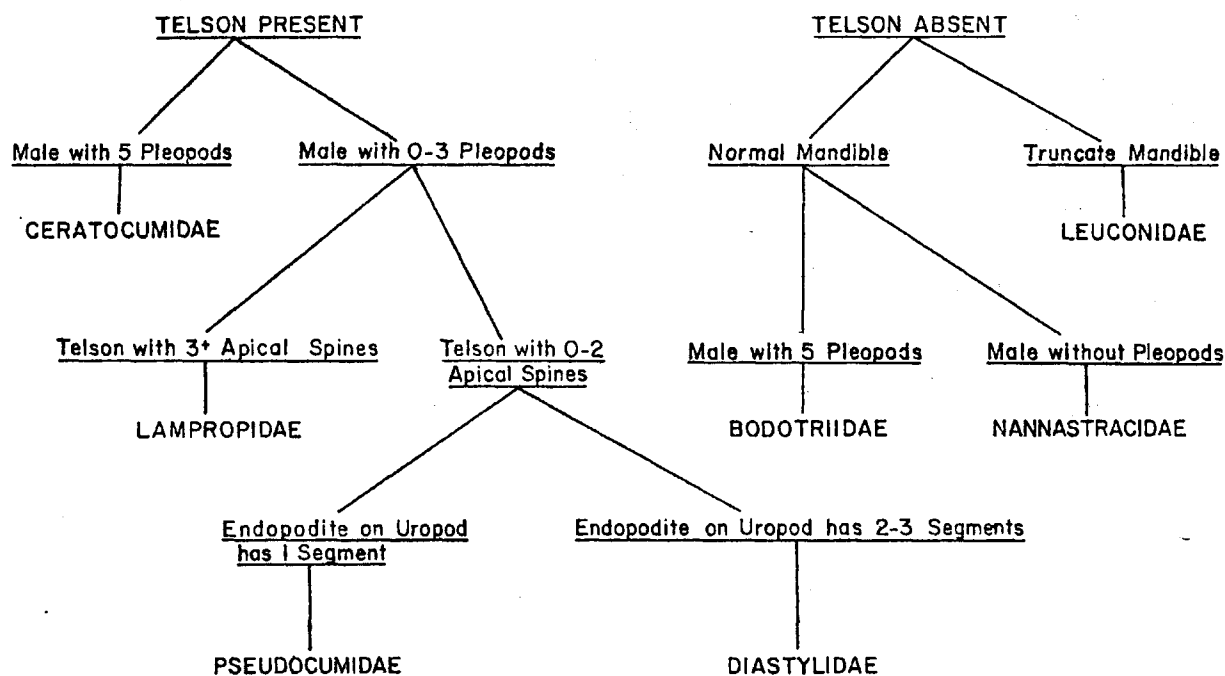 TELSON PRESENT
TELSON ABSENT
Male with 5 Pleopods
Male with 0-3 Pleopods
Normal Mandible
Truncate Mandible
CERATOCUMIDAE
LEUCONIDAE
Telson with 3+ Apical Spines
Telson with 0-2
Apical Spines
Male with 5 Pleopods
Male without Pleopods
LAMPROPIDAE
BODOTRIIDAE
NANNASTRACIDAE
Endopodite on Uropod
has 1 Segment
Endopodite on Uropod has 2-3 Segments
PSEUDOCUMIDAE
DIASTYLIDAE